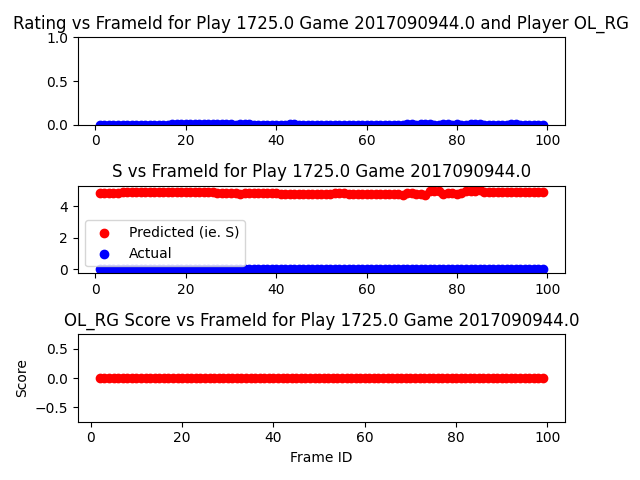 Rating vs FrameId for Play 1725.0 Game 2017090944.0 and Player OL_RG
1.0
0.5
0.0
0 20 40 60 80 100
S vs FrameId for Play 1725.0 Game 2017090944.0
4
2
0
Predicted (ie. S)
Actual
0 20 40 60 80 100
OL_RG Score vs FrameId for Play 1725.0 Game 2017090944.0
Score
0.5
0.0
−0.5
0 20 40 60 80 100
Frame ID